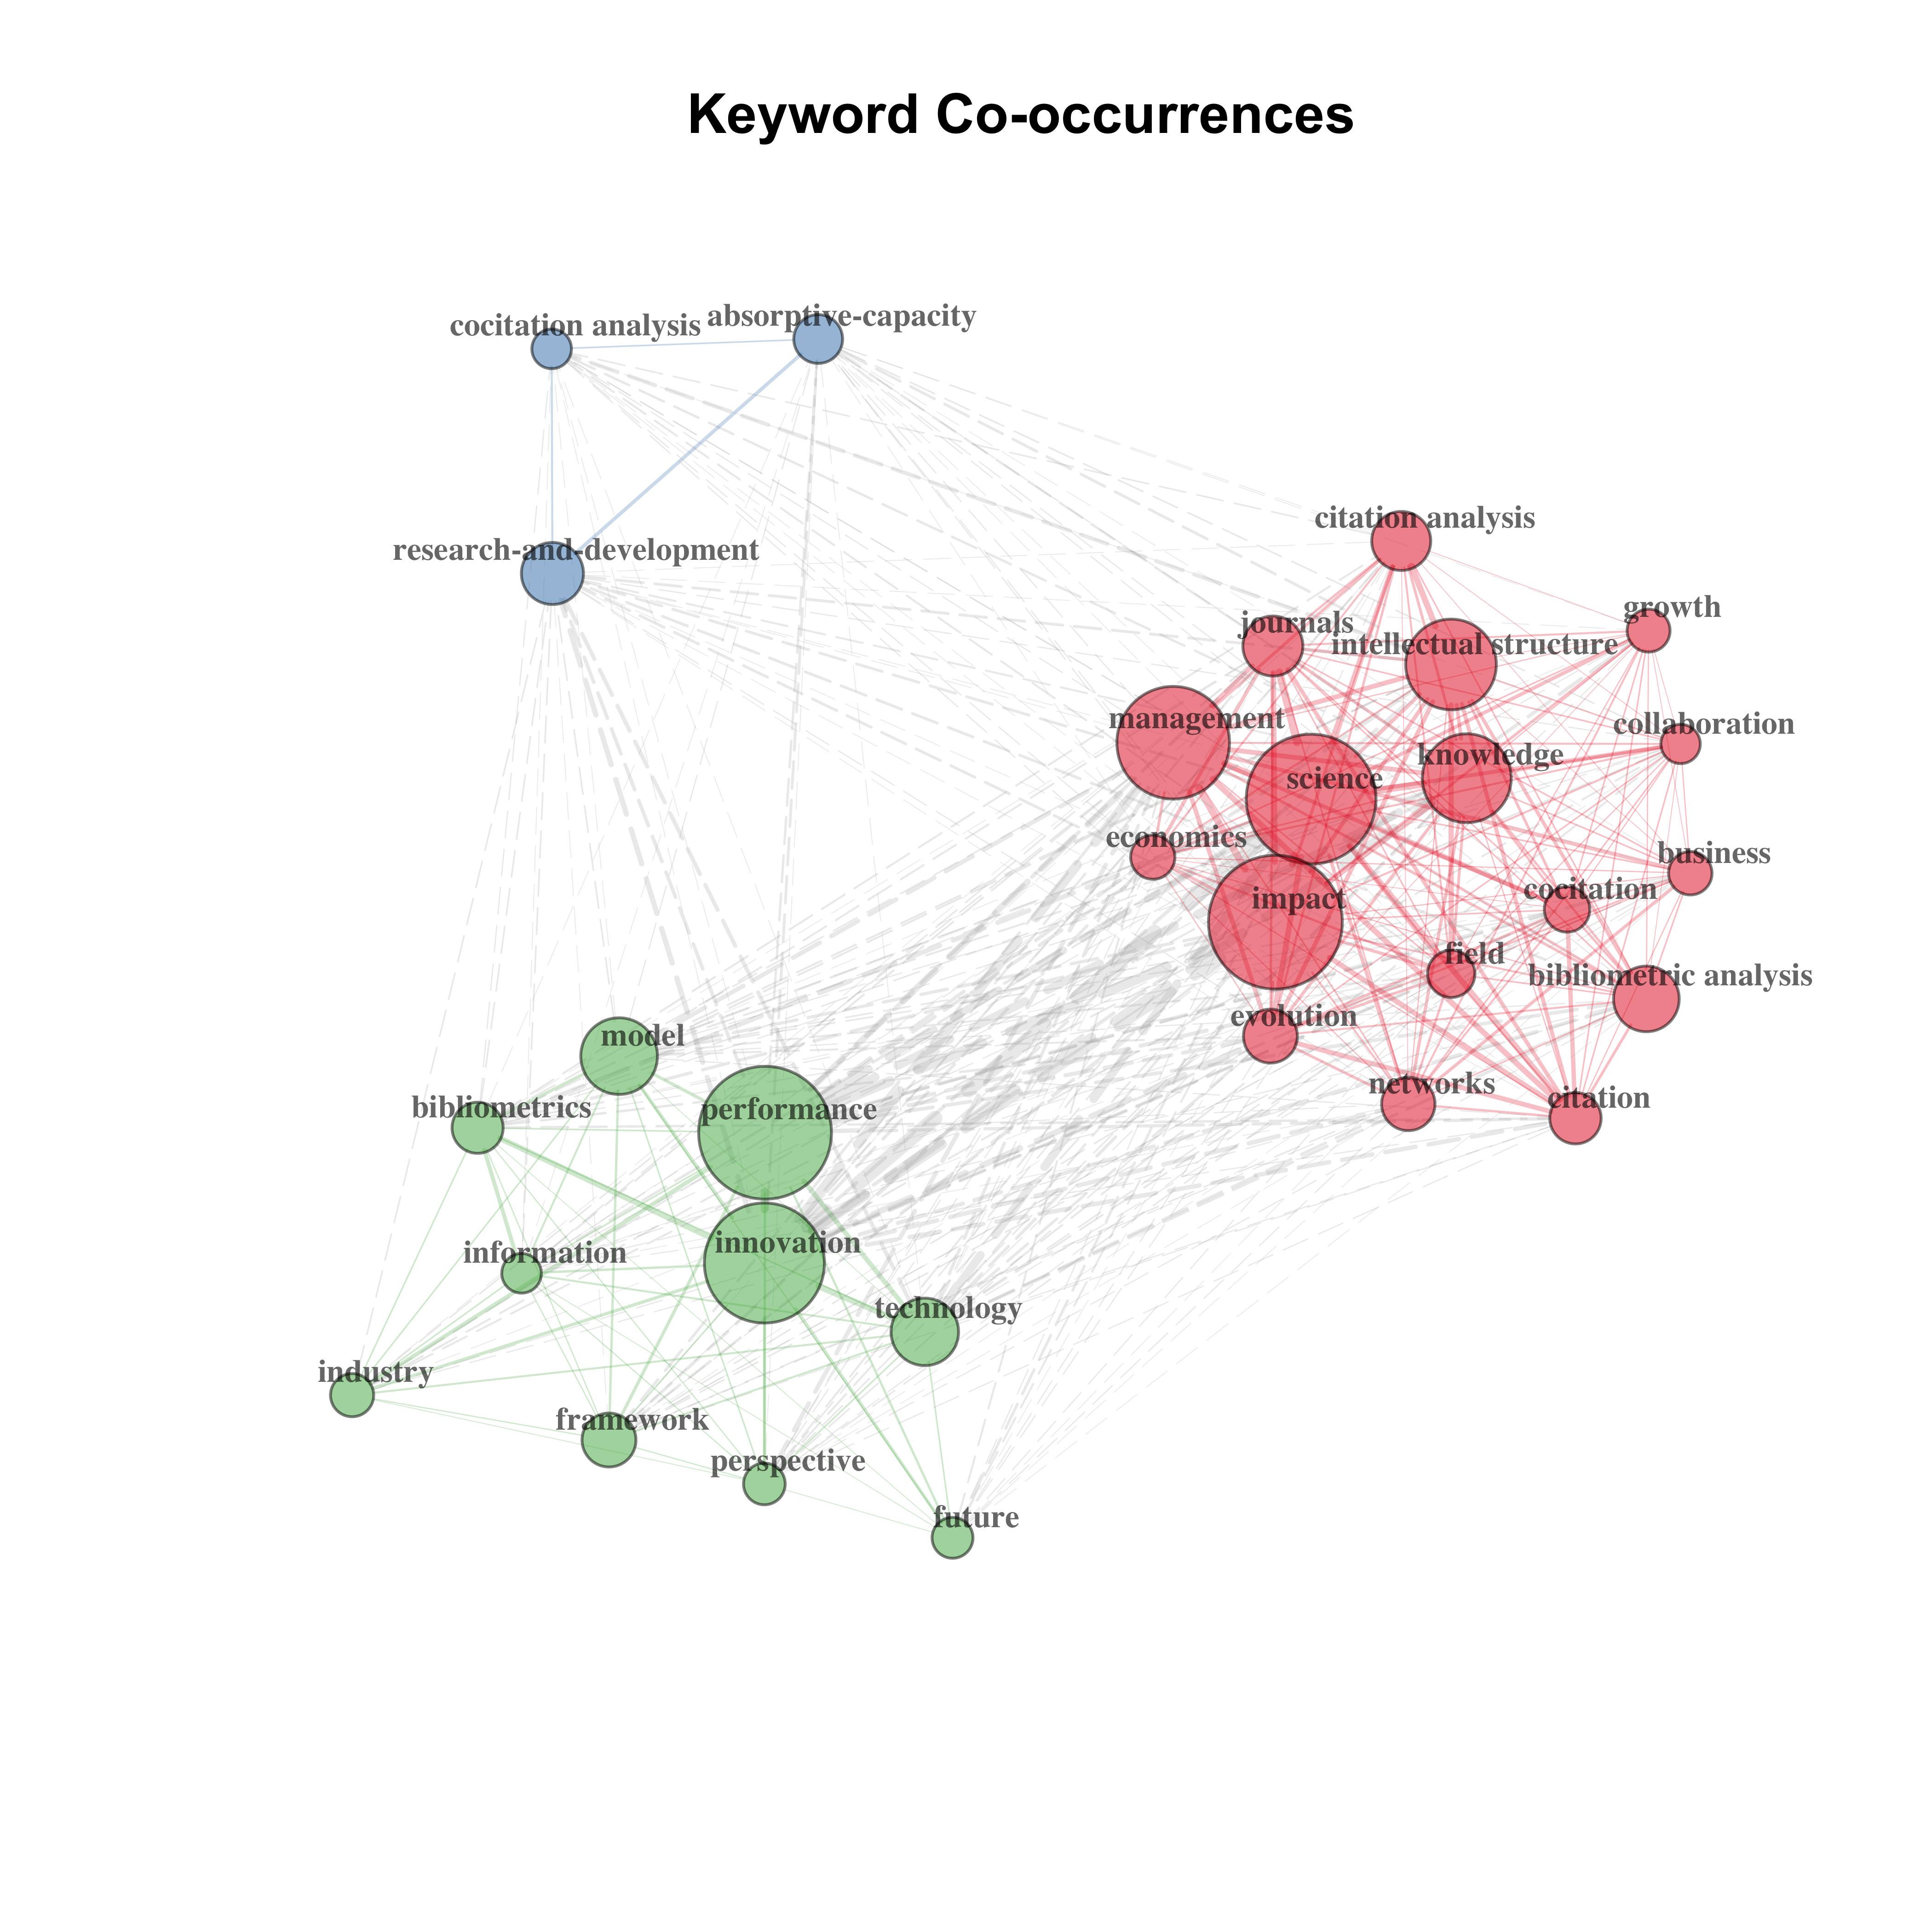 Keyword Co-occurrences
absorptive-capacity
cocitation analysis
citation analysis
research-and-development
growth
journals
intellectual structure
management
collaboration
knowledge
science
economics
business
cocitation
impact
field
bibliometric analysis
evolution
model
networks
citation
bibliometrics
performance
innovation
information
technology
industry
framework
perspective
future